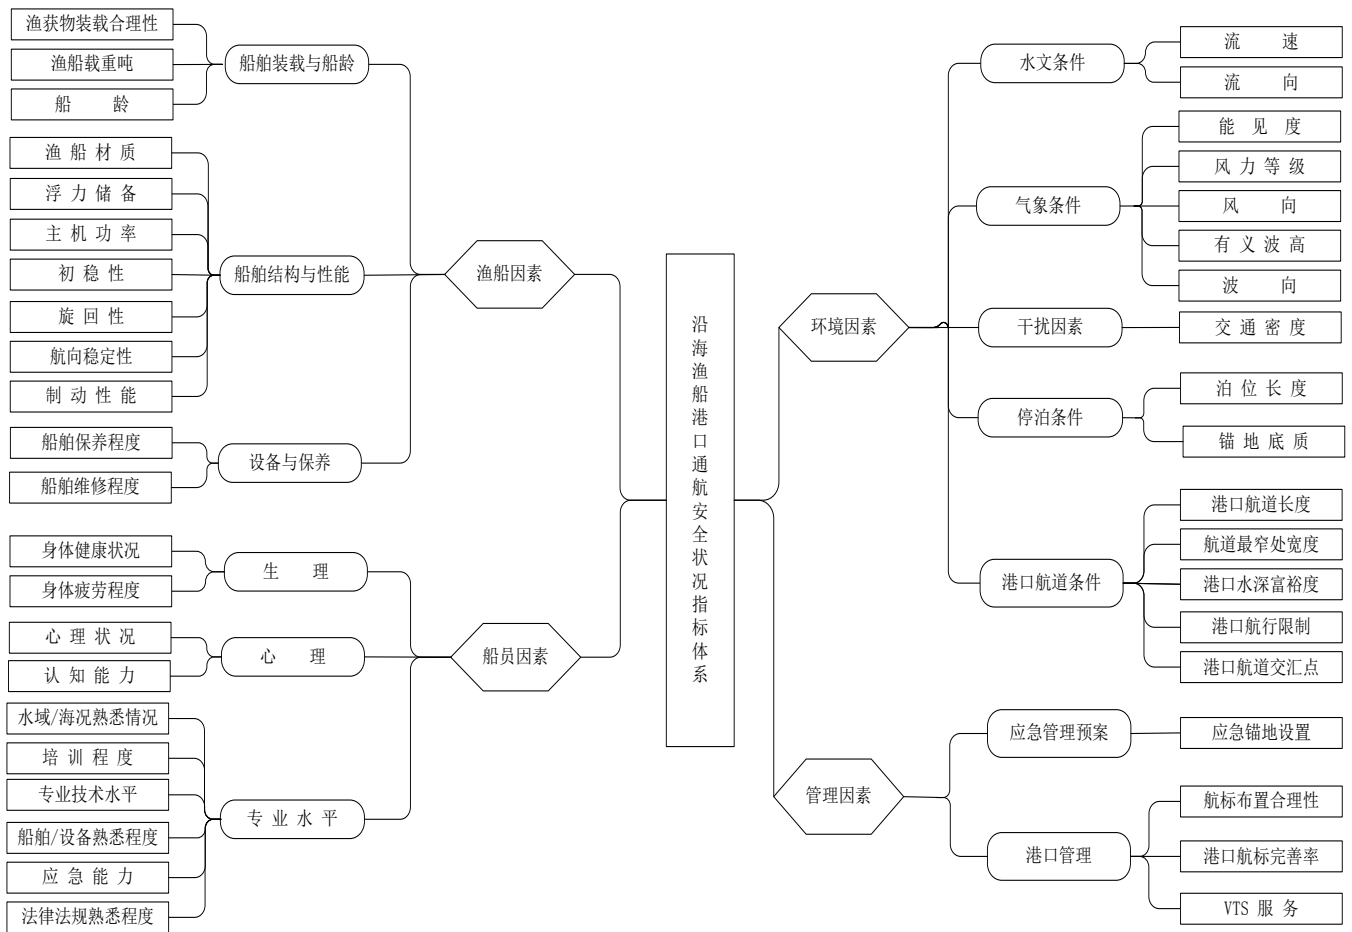 渔获物装载合理性
渔船载重吨
船 龄
船舶装载与船龄
渔船材质
浮力储备
主机功率
初稳性
旋回性
航向稳定性
制动性能
船舶结构与性能
船舶保养程度
船舶维修程度
设备与保养
渔船因素
身体健康状况
身体疲劳程度
生 理
心理状况
认知能力
心 理
水域/海况熟悉情况
培训程度
专业技术水平
船舶/设备熟悉程度
应急能力
法律法规熟悉程度
专业水平
船员因素
沿海渔船港口通航安全状况指标体系
环境因素
水文条件
流 速
流 向
气象条件
能见度
风力等级
风 向
有义波高
波 向
干扰因素
交通密度
停泊条件
泊位长度
锚地底质
港口航道条件
港口航道长度
航道最窄处宽度
港口水深富裕度
港口航行限制
港口航道交汇点
管理因素
应急管理预案
应急锚地设置
港口管理
航标布置合理性
港口航标完善率
VTS 服务